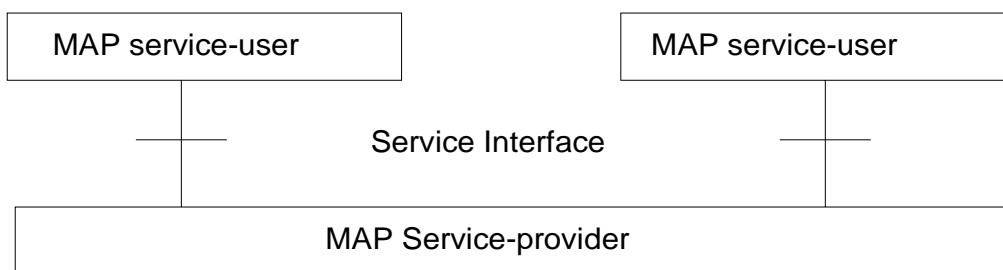 MAP service-user
MAP service-user
Service Interface
MAP Service-provider